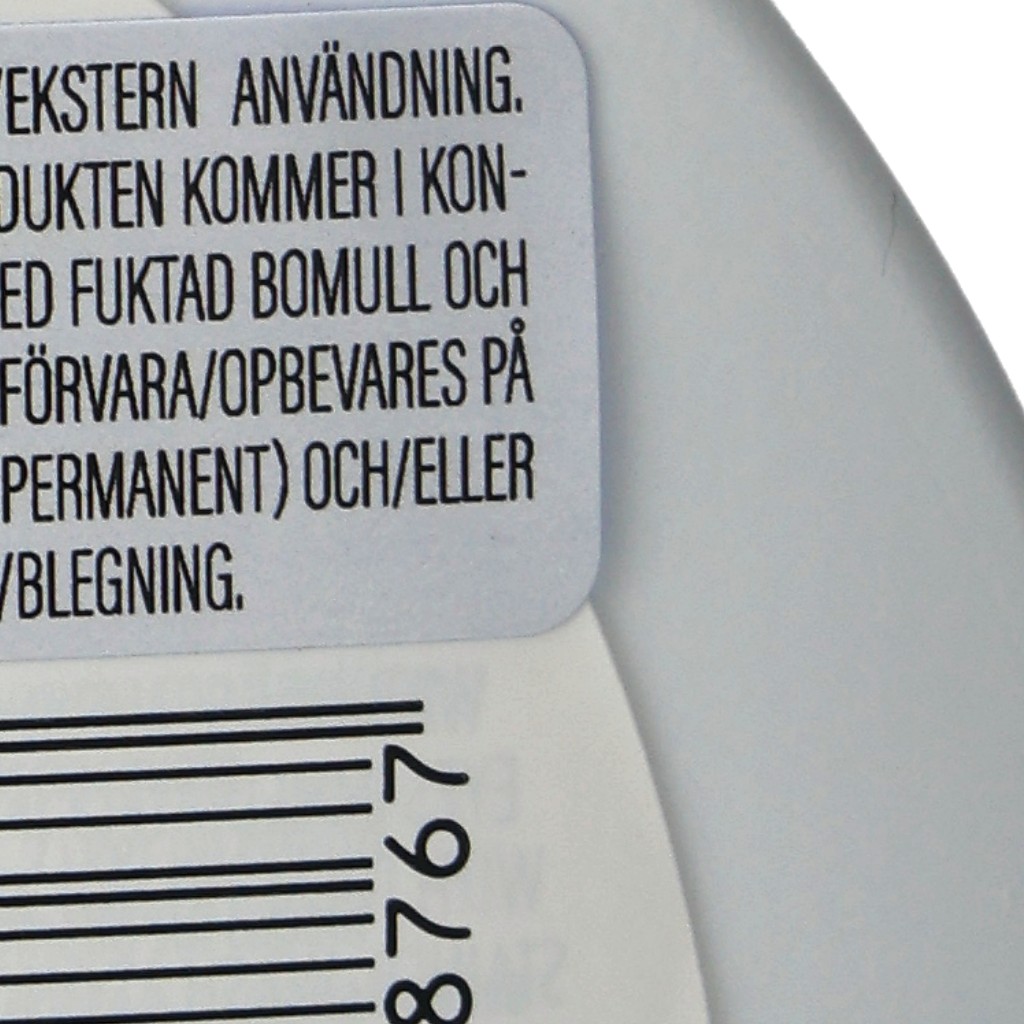 /EKSTERN ANVÄNDNING.
DUKTEN KOMMER I KON-
ED FUKTAD BOMULL OCH
FÖRVARA/OPBEVARES PÅ
PERMANENT) OCH/ELLER
/BLEGNING.
8767